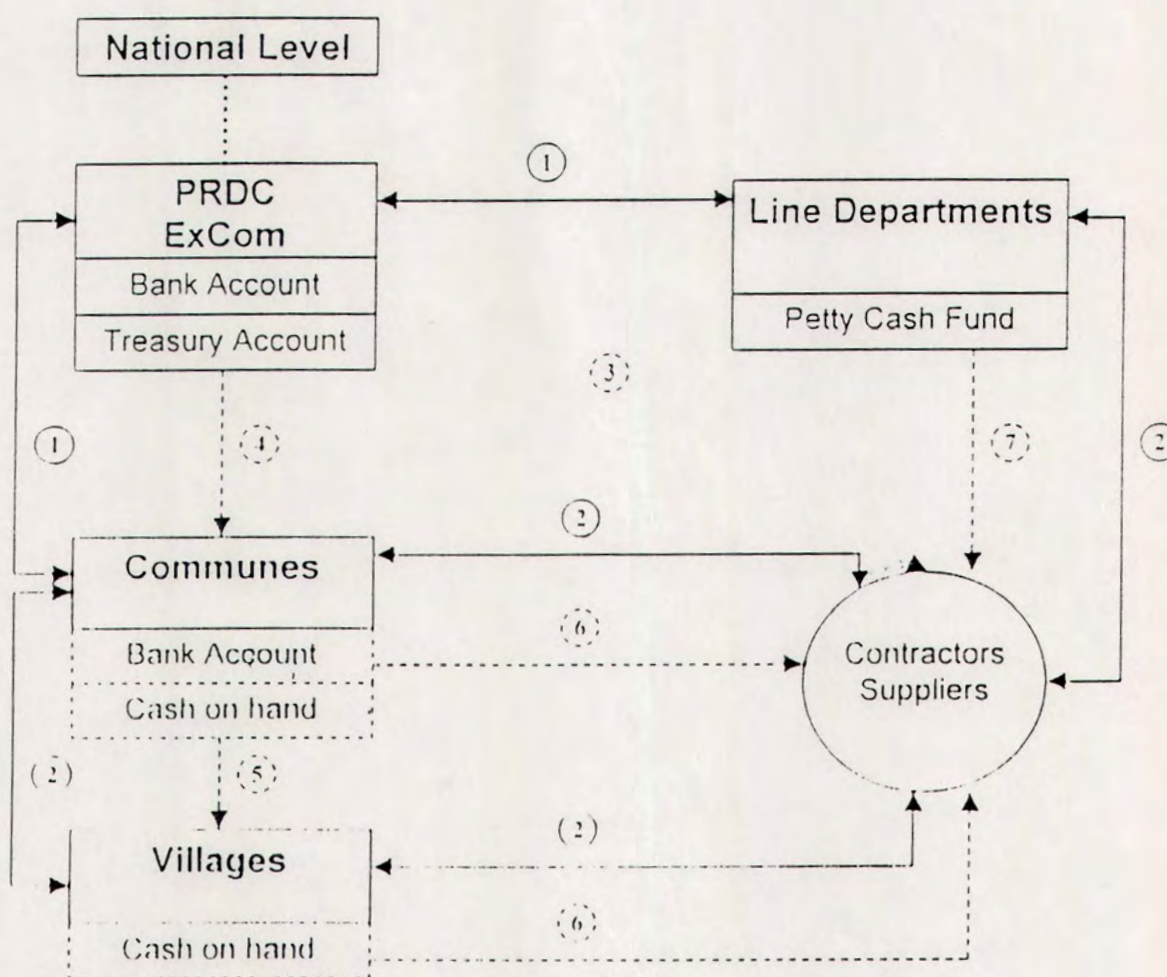 National Level
PRDC
ExCom
Bank Account
Treasury Account
1
Line Departments
Petty Cash Fund
3
1
4
7
2
2
Communes
Bank Account
Cash on hand
6
Contractors
Suppliers
(2)
5
Villages
(2)
Cash on hand
6